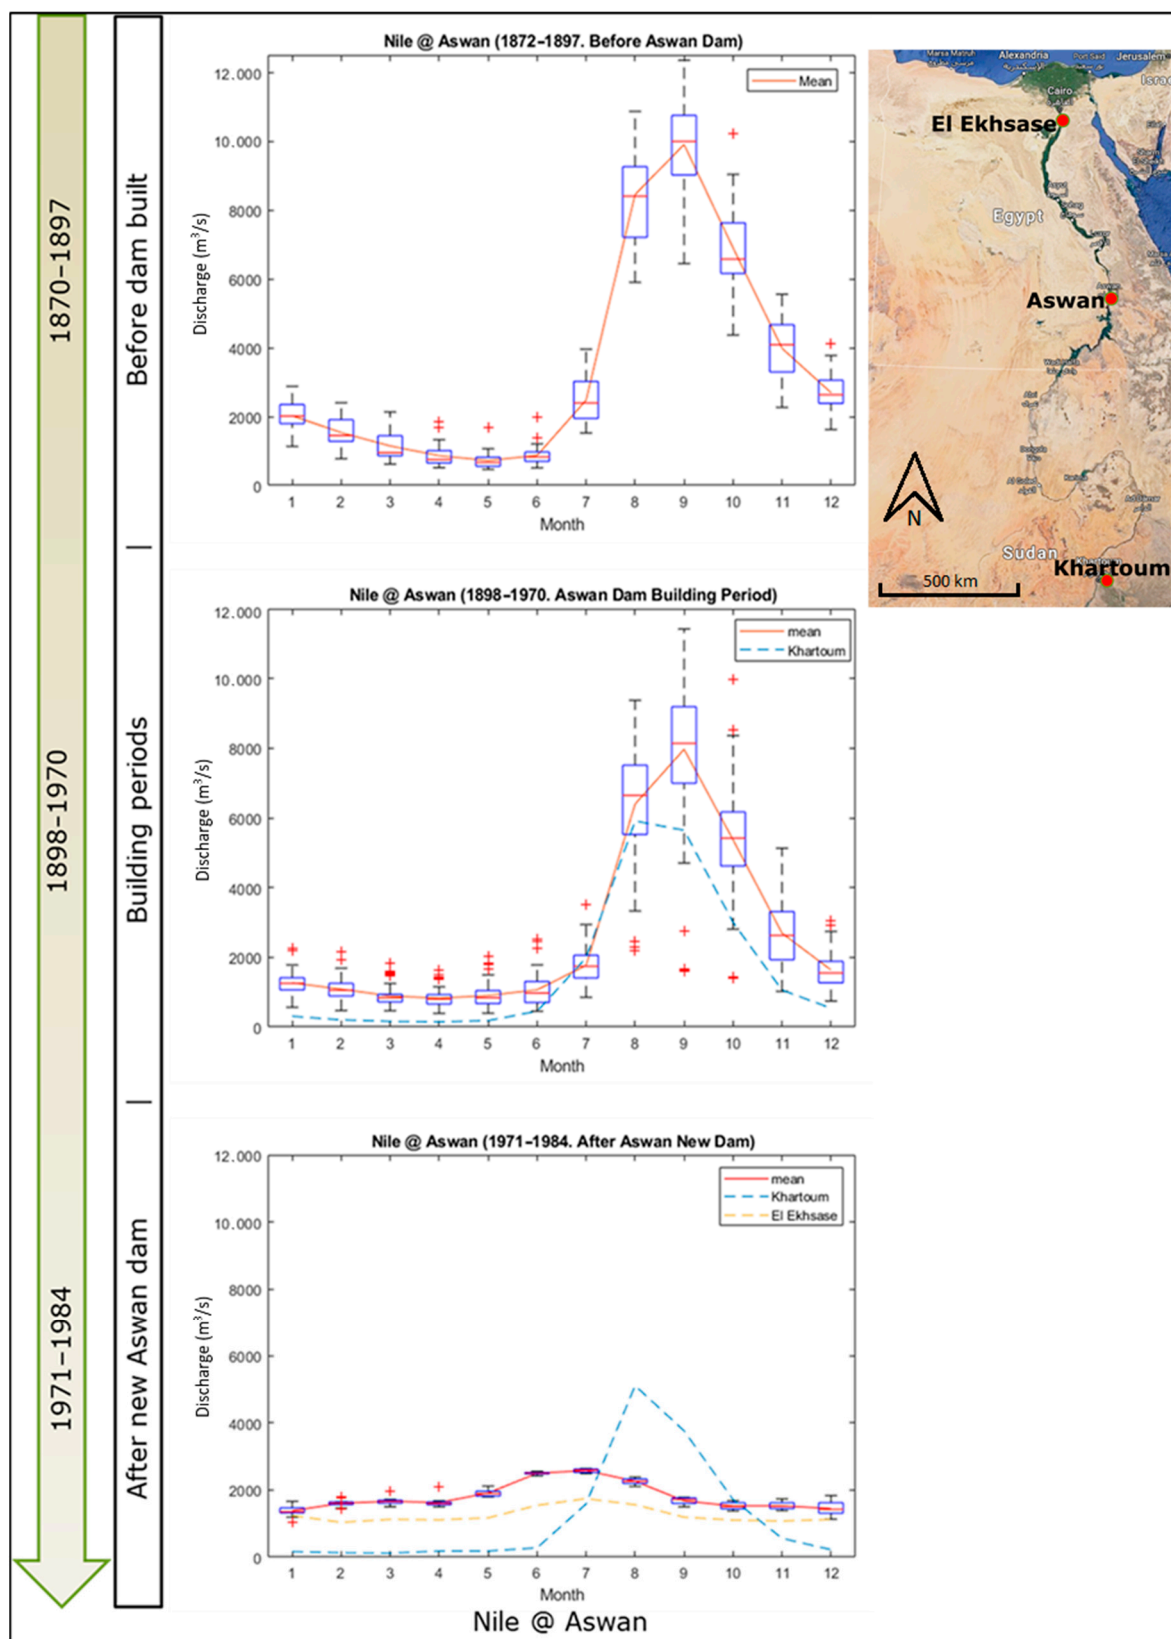 1870–1897
Before dam built
Nile @ Aswan (1872–1897. Before Aswan Dam)
Mean
Discharge (m³/s)
12.000
10.000
8000
6000
4000
2000
0
1 2 3 4 5 6 7 8 9 10 11 12
Month
Alexandria
Port Said
Jerusalem
Marsa Matruh
Cairo
El Ekhsase
Egypt
Aswan
Sudan
Khartoum
N
500 km
1898–1970
Building periods
Nile @ Aswan (1898–1970. Aswan Dam Building Period)
mean
Khartoum
Discharge (m³/s)
12.000
10.000
8000
6000
4000
2000
0
1 2 3 4 5 6 7 8 9 10 11 12
Month
1971–1984
After new Aswan dam
Nile @ Aswan (1971–1984. After Aswan New Dam)
mean
Khartoum
El Ekhsase
Discharge (m³/s)
12.000
10.000
8000
6000
4000
2000
0
1 2 3 4 5 6 7 8 9 10 11 12
Month
Nile @ Aswan